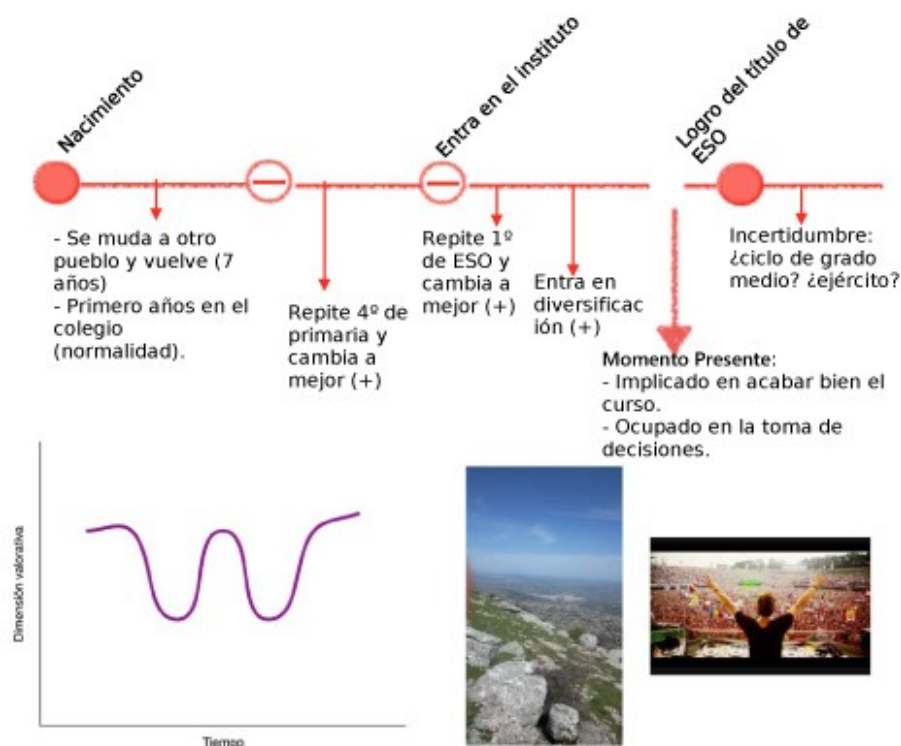 Nacimiento
Entra en el instituto
Logro del título de
ESO
- Se muda a otro
pueblo y vuelve (7
años)
- Primero años en el
colegio
(normalidad).
Repite 4º de
primaria y
cambia a
mejor (+)
Repite 1º
de ESO y
cambia a
mejor (+)
Entra en
diversificac
ión (+)
Incertidumbre:
¿ciclo de grado
medio? ¿ejército?
Momento Presente:
- Implicado en acabar bien el
curso.
- Ocupado en la toma de
decisiones.
Dimensión valorativa
Tiempo